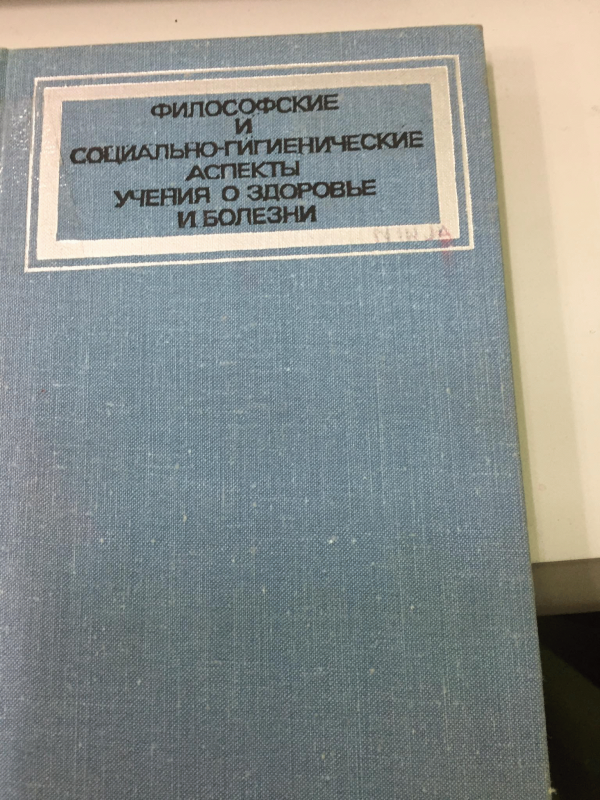 ФИЛОСОФСКИЕ
И
СОЦИАЛЬНО-ГИГИЕНИЧЕСКИЕ
АСПЕКТЫ
УЧЕНИЯ О ЗДОРОВЬЕ
И БОЛЕЗНИ